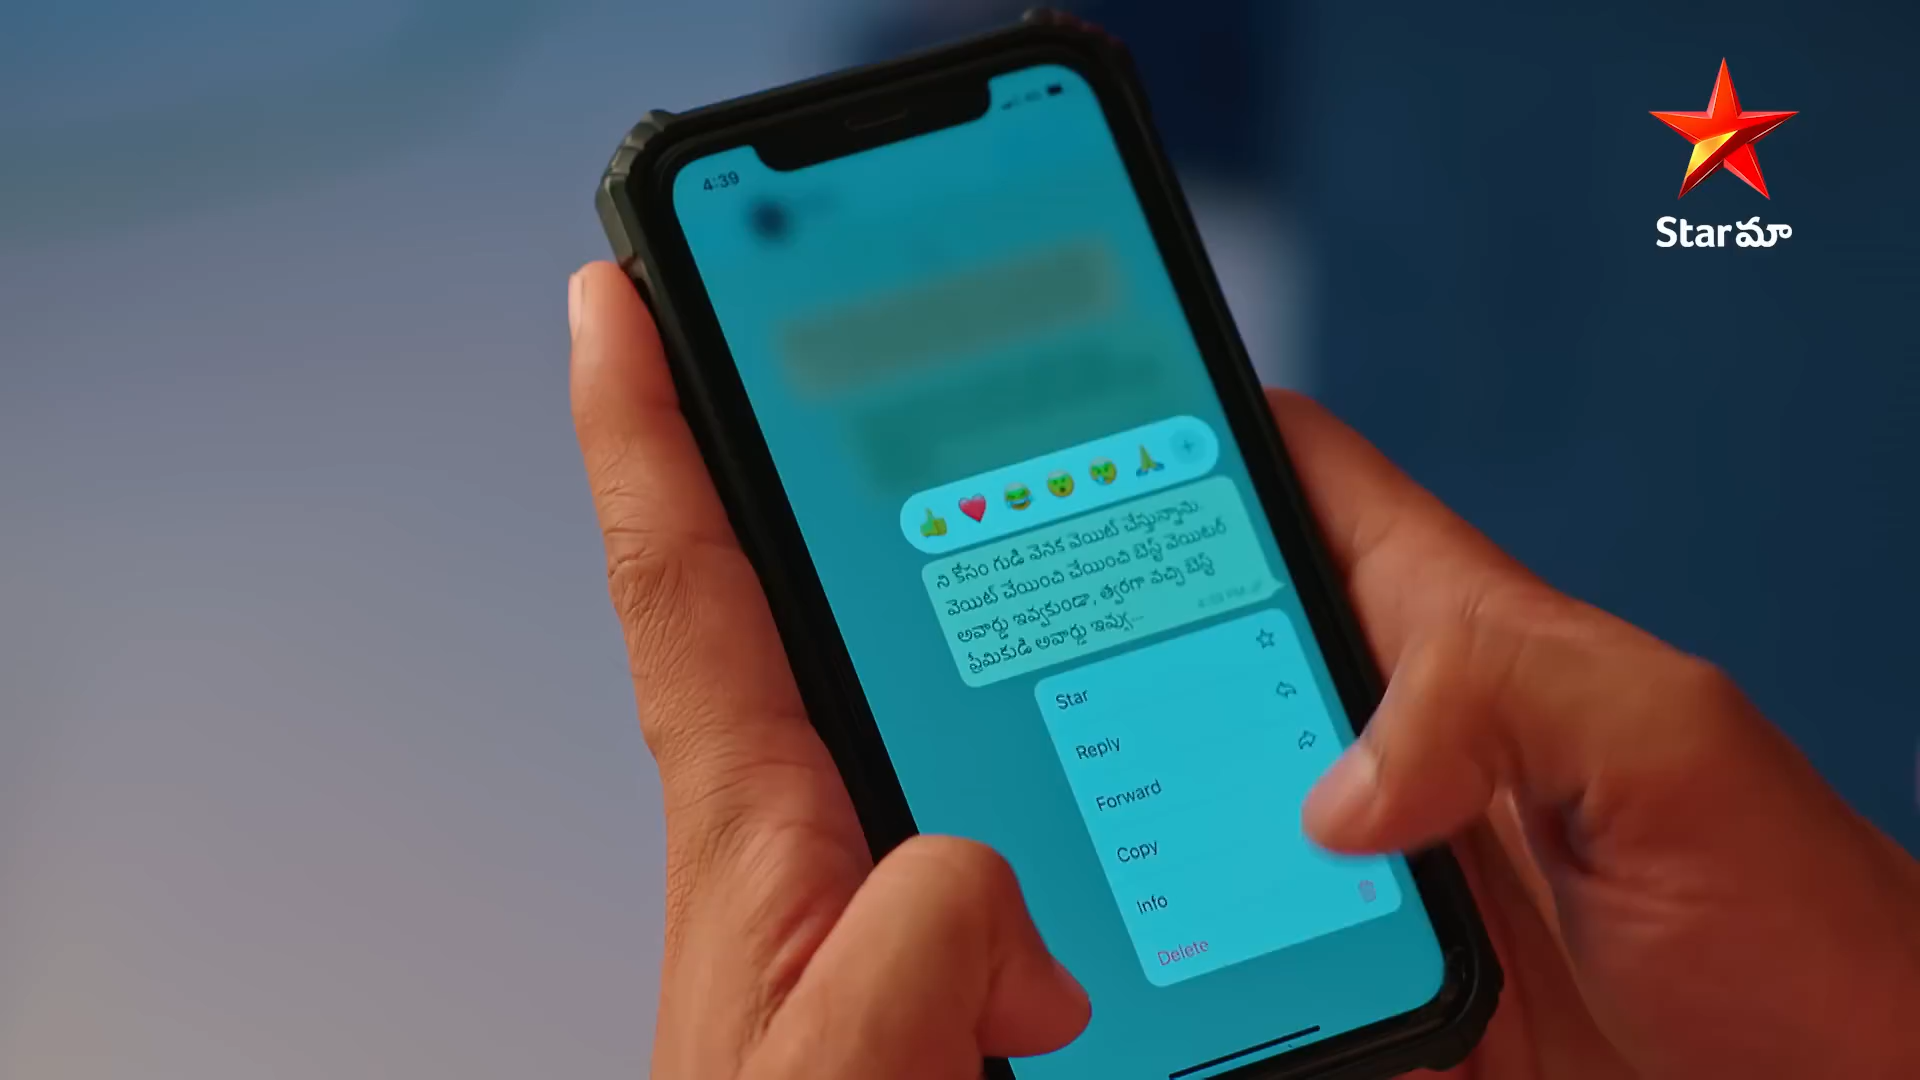 4:39
Starమా
ని కోసం గుడి వెనక వెయిట్ చేస్తున్నాను.
వెయిట్ చేయించి చేయించి బెస్ట్ వెయిటర్
అవార్డు ఇవ్వకుండా, త్వరగా వచ్చి బెస్ట్
ప్రేమికుడి అవార్డు ఇవ్వు...
Star
Reply
Forward
Copy
Info
Delete